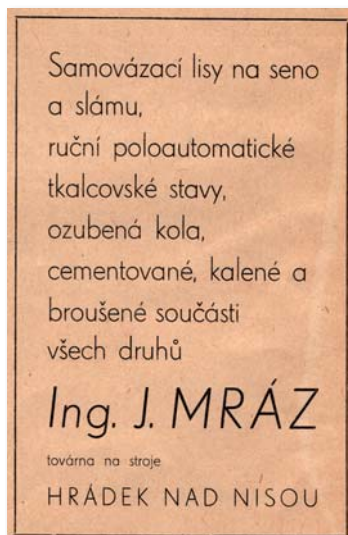 Samovázací lisy na seno
a slámu,
ruční poloautomatické
tkalcovské stavy,
ozubená kola,
cementované, kalené a
broušené součásti
všech druhů
Ing. J. MRÁZ
továrna na stroje
HRÁDEK NAD NISOU